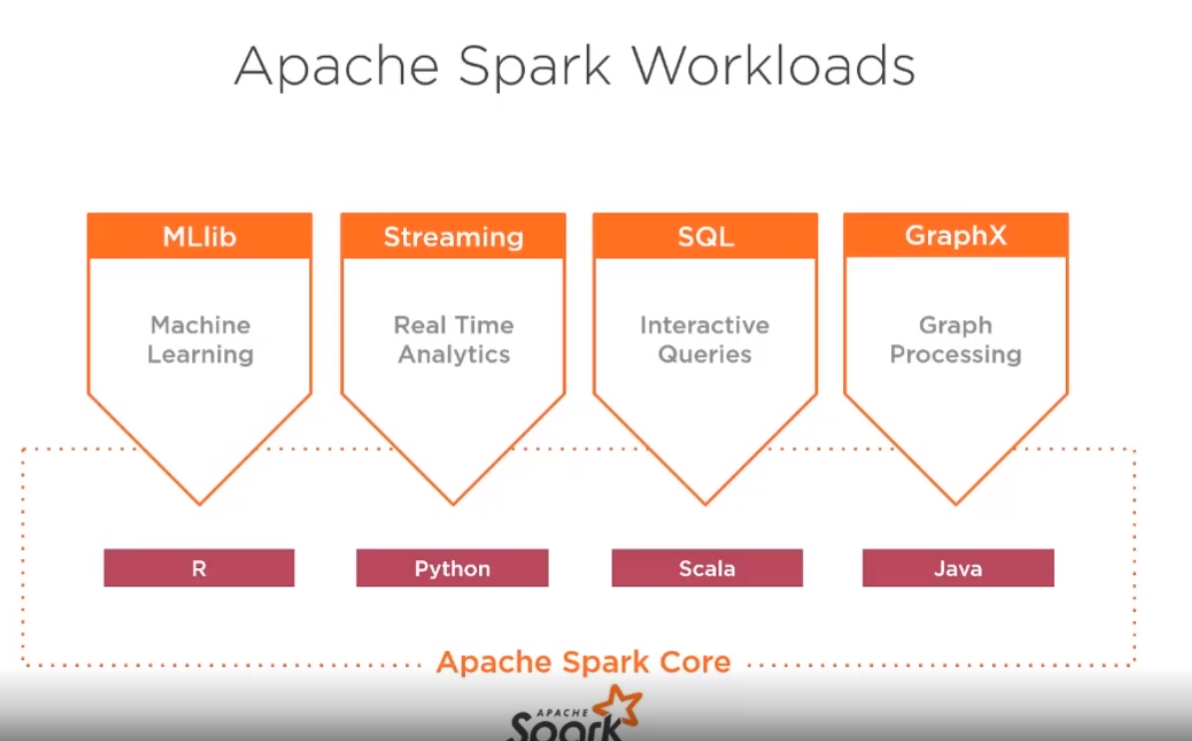 Apache Spark Workloads
MLlib
Streaming
SQL
GraphX
Machine
Learning
Real Time
Analytics
Interactive
Queries
Graph
Processing
R
Python
Scala
Java
Apache Spark Core
APACHE
Spark